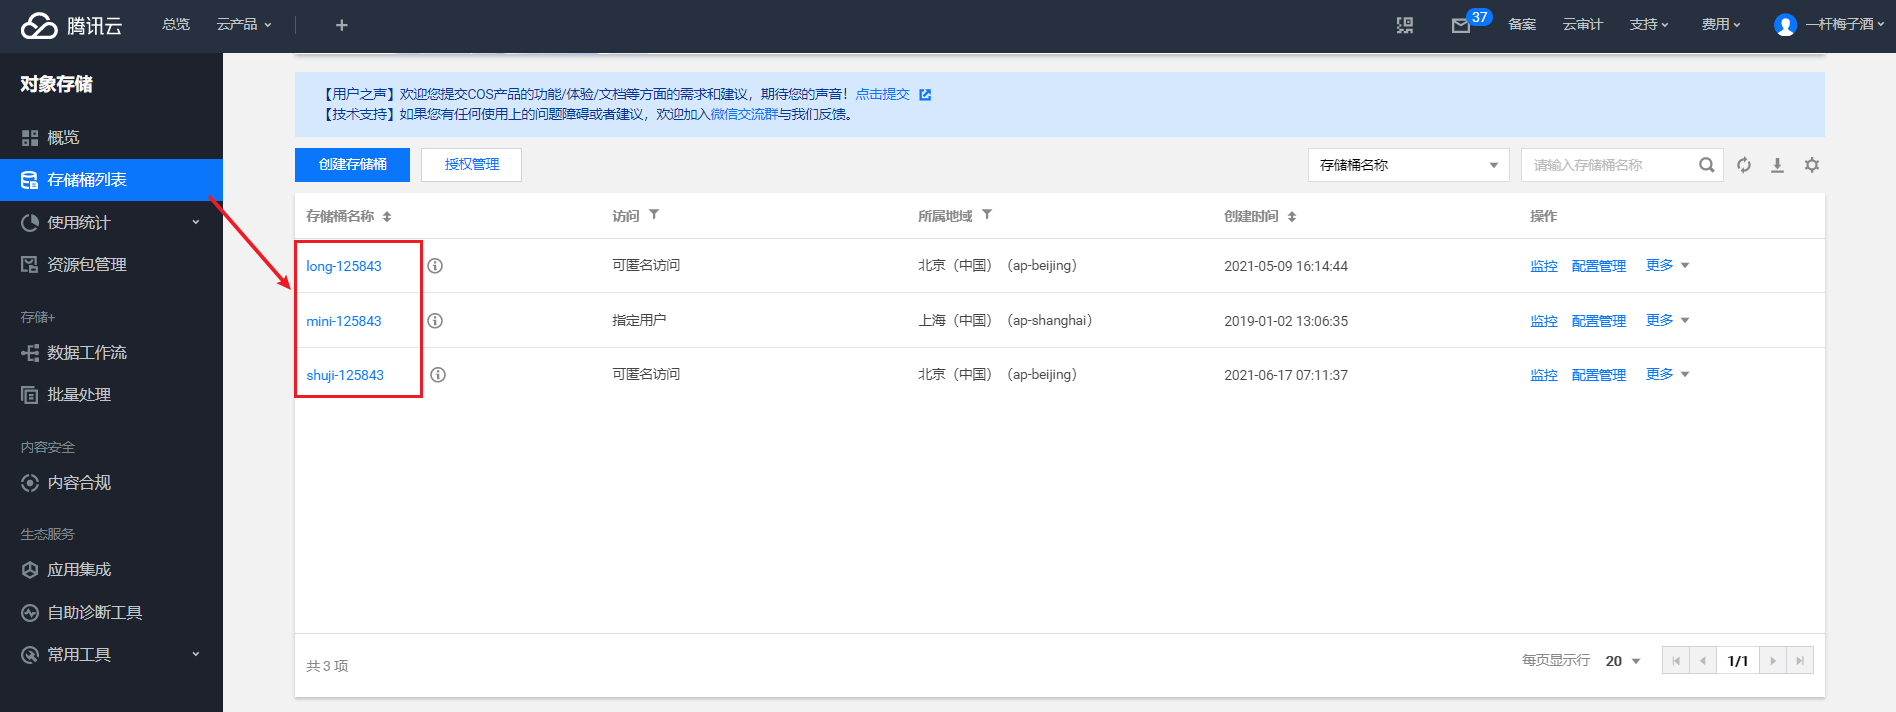 腾讯云 总览 云产品 + 37 备案 云审计 支持 费用 一杆梅子酒
对象存储
概览
存储桶列表
使用统计
资源包管理
存储+
数据工作流
批量处理
内容安全
内容合规
生态服务
应用集成
自助诊断工具
常用工具
【用户之声】欢迎您提交COS产品的功能/体验/文档等方面的需求和建议，期待您的声音！点击提交
【技术支持】如果您有任何使用上的问题障碍或者建议，欢迎加入微信交流群与我们反馈。
创建存储桶 授权管理 存储桶名称 请输入存储桶名称
存储桶名称 访问 所属地域 创建时间 操作
long-125843 可匿名访问 北京（中国）（ap-beijing） 2021-05-09 16:14:44 监控 配置管理 更多
mini-125843 指定用户 上海（中国）（ap-shanghai） 2019-01-02 13:06:35 监控 配置管理 更多
shuji-125843 可匿名访问 北京（中国）（ap-beijing） 2021-06-17 07:11:37 监控 配置管理 更多
共 3 项 每页显示行 20 1/1